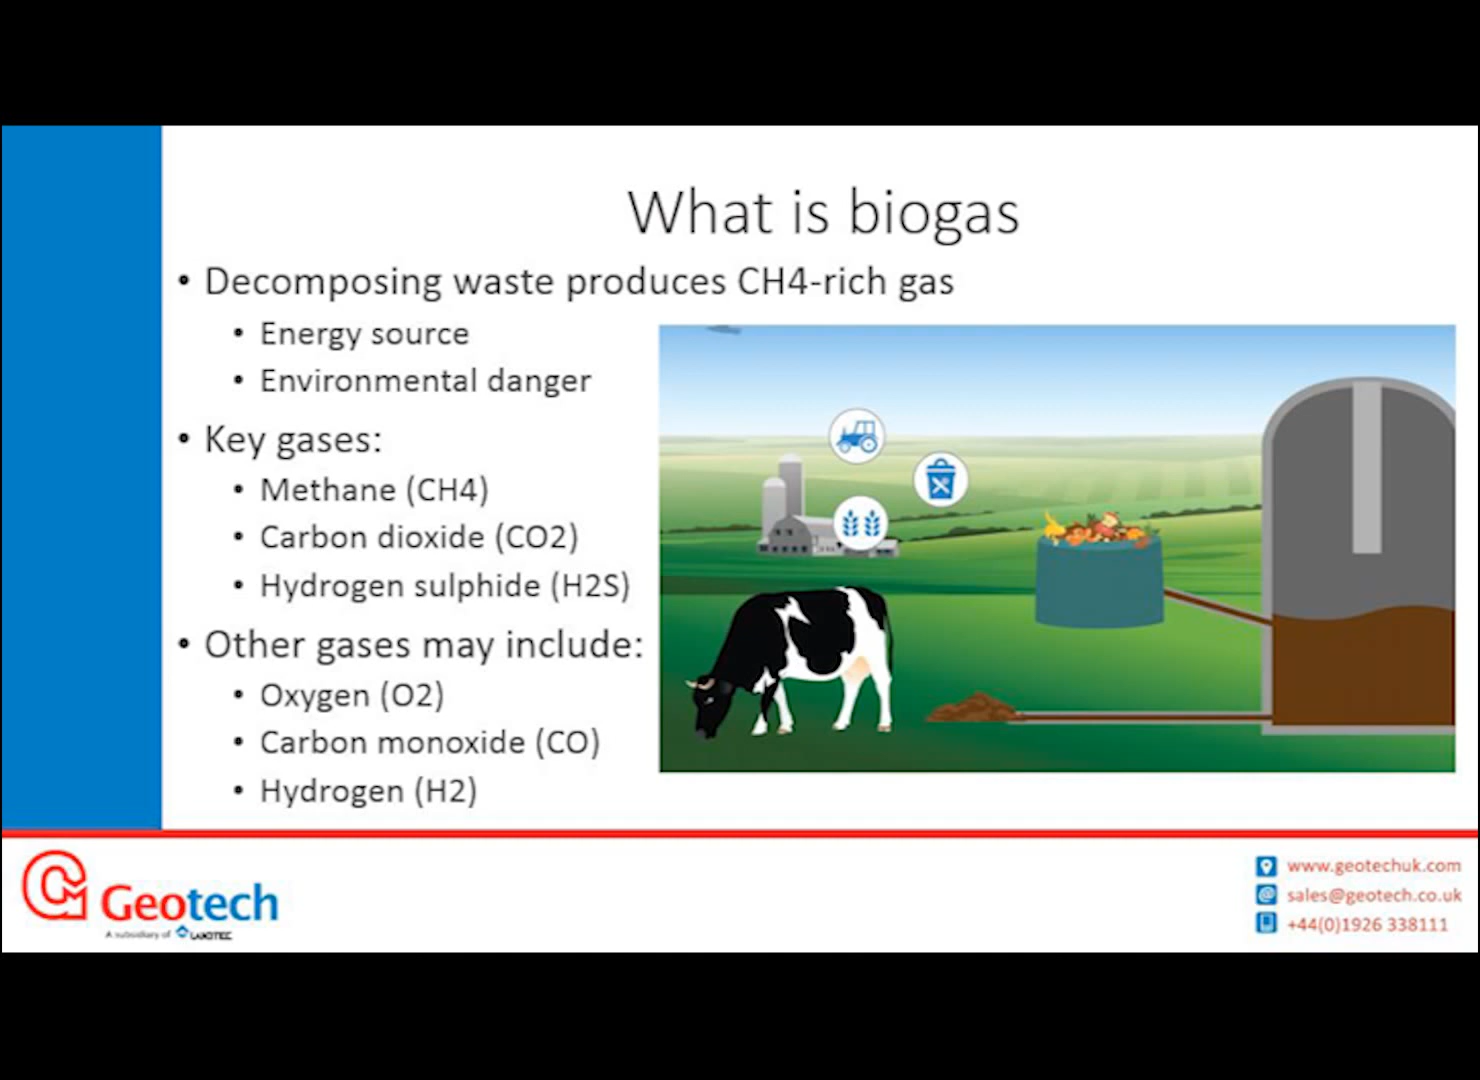 What is biogas
• Decomposing waste produces CH4-rich gas
• Energy source
• Environmental danger
• Key gases:
• Methane (CH4)
• Carbon dioxide (CO2)
• Hydrogen sulphide (H2S)
• Other gases may include:
• Oxygen (O2)
• Carbon monoxide (CO)
• Hydrogen (H2)
Geotech
A subsidiary of
www.geotechuk.com
sales@geotech.co.uk
+44(0)1926 338111